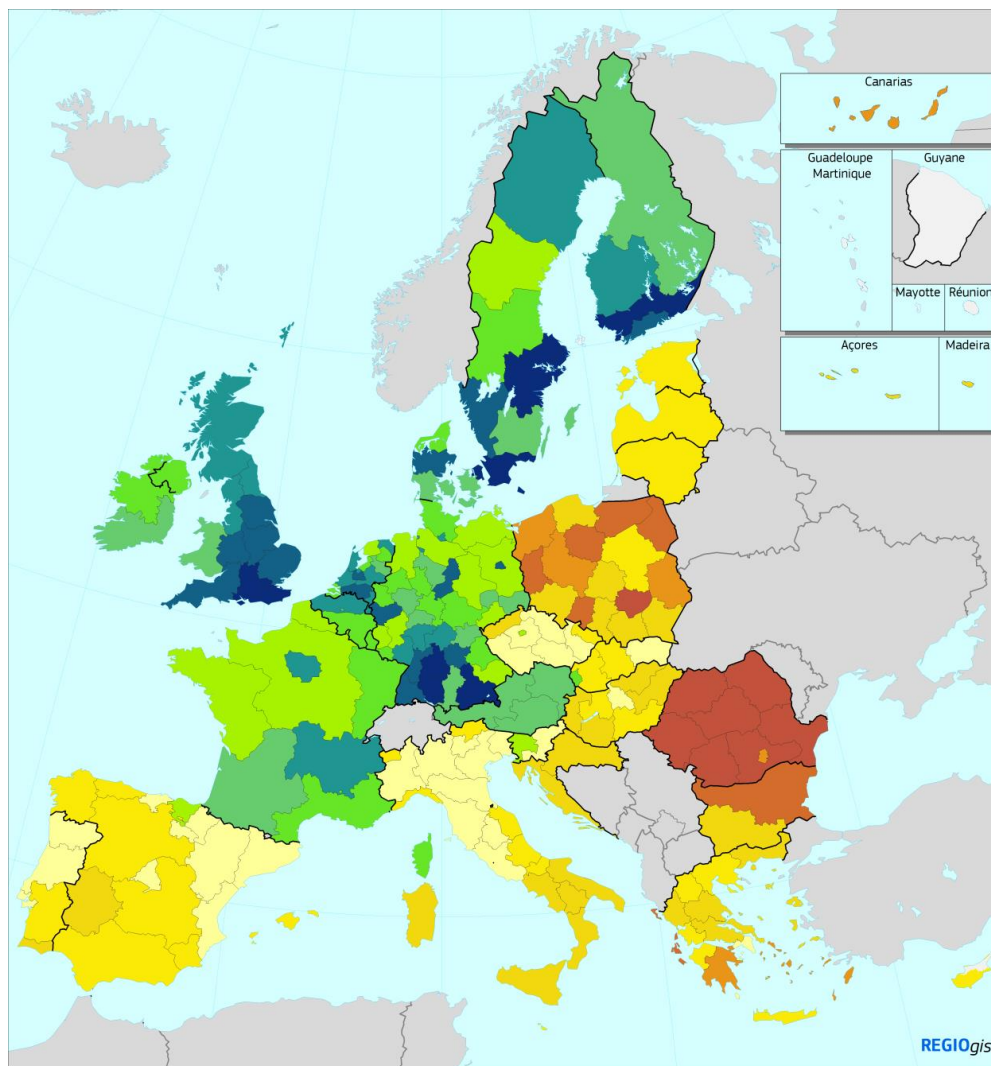 Canarias
Guadeloupe
Martinique
Guyane
Mayotte
Réunion
Açores
Madeira
REGIOgis